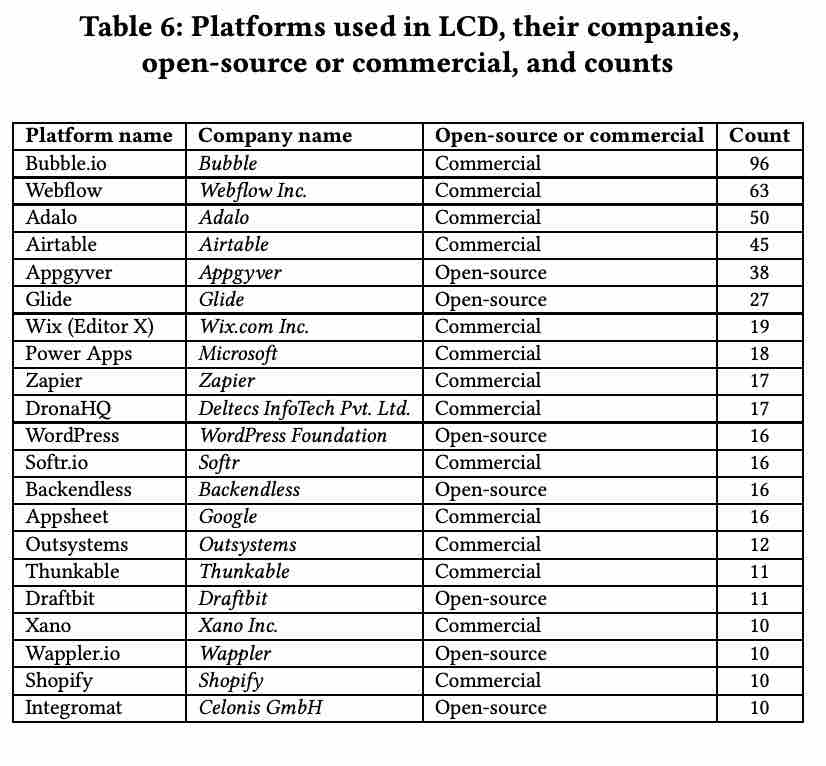 Table 6: Platforms used in LCD, their companies,
open-source or commercial, and counts
Platform name Company name Open-source or commercial Count
Bubble.io Bubble Commercial 96
Webflow Webflow Inc. Commercial 63
Adalo Adalo Commercial 50
Airtable Airtable Commercial 45
Appgyver Appgyver Open-source 38
Glide Glide Open-source 27
Wix (Editor X) Wix.com Inc. Commercial 19
Power Apps Microsoft Commercial 18
Zapier Zapier Commercial 17
DronaHQ Deltecs InfoTech Pvt. Ltd. Commercial 17
WordPress WordPress Foundation Open-source 16
Softr.io Softr Commercial 16
Backendless Backendless Open-source 16
Appsheet Google Commercial 16
Outsystems Outsystems Commercial 12
Thunkable Thunkable Commercial 11
Draftbit Draftbit Open-source 11
Xano Xano Inc. Commercial 10
Wappler.io Wappler Open-source 10
Shopify Shopify Commercial 10
Integromat Celonis GmbH Open-source 10